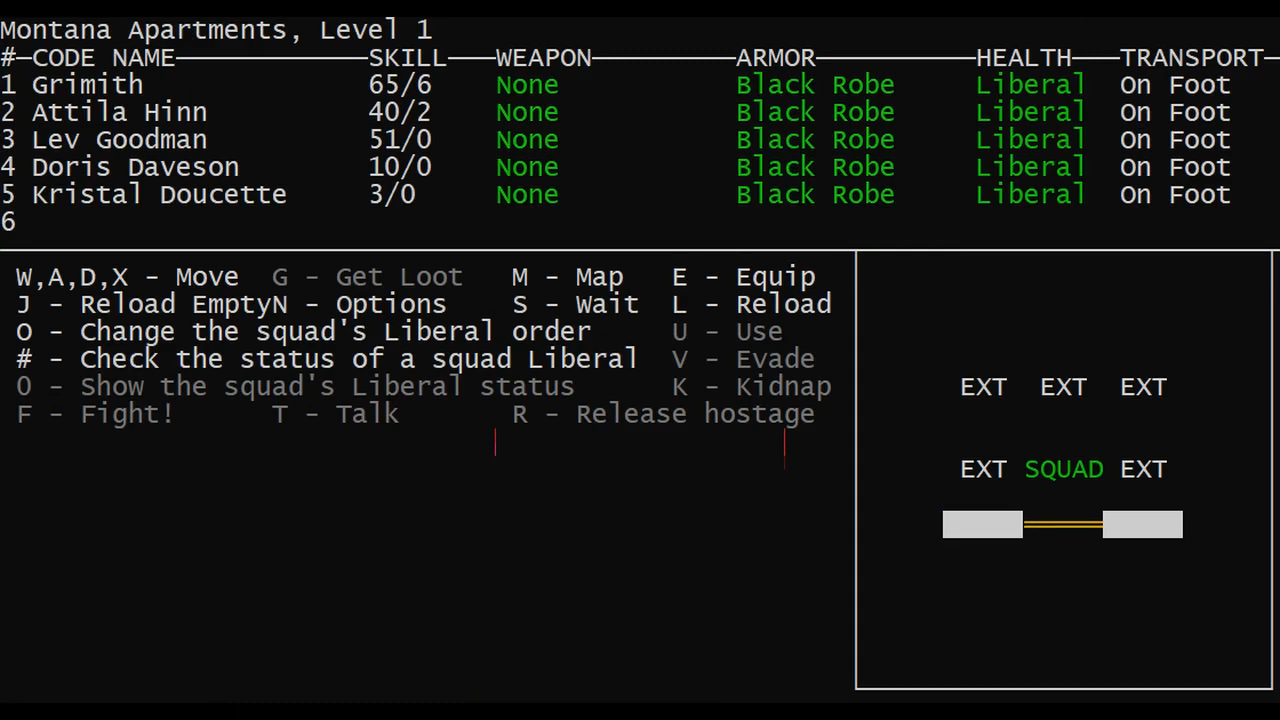 Montana Apartments, Level 1
#—CODE NAME————————————SKILL———WEAPON—————————ARMOR——————————HEALTH———TRANSPORT—
1 Grimith 65/6 None Black Robe Liberal On Foot
2 Attila Hinn 40/2 None Black Robe Liberal On Foot
3 Lev Goodman 51/0 None Black Robe Liberal On Foot
4 Doris Daveson 10/0 None Black Robe Liberal On Foot
5 Kristal Doucette 3/0 None Black Robe Liberal On Foot
6
W,A,D,X - Move G - Get Loot M - Map E - Equip
J - Reload EmptyN - Options S - Wait L - Reload
O - Change the squad's Liberal order U - Use
# - Check the status of a squad Liberal V - Evade
0 - Show the squad's Liberal status K - Kidnap
F - Fight! T - Talk R - Release hostage
EXT EXT EXT
EXT SQUAD EXT